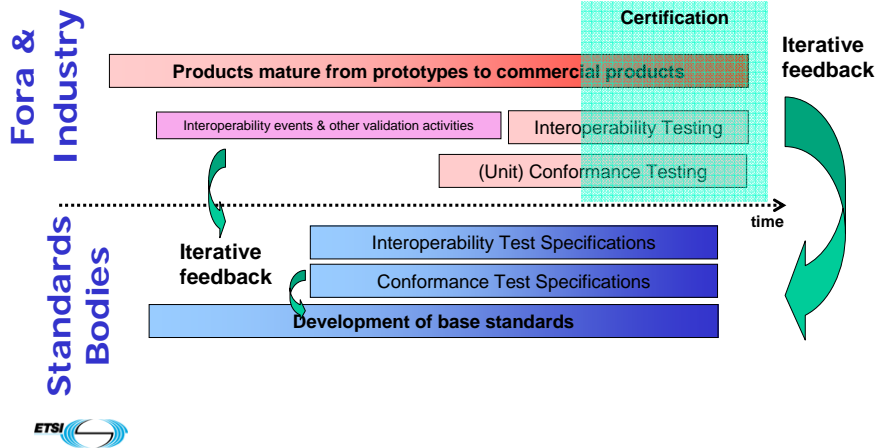 Fora &
Industry
Certification
Iterative
feedback
Products mature from prototypes to commercial products
Interoperability events & other validation activities
Interoperability Testing
(Unit) Conformance Testing
time
Standards
Bodies
Iterative
feedback
Interoperability Test Specifications
Conformance Test Specifications
Development of base standards
ETSI